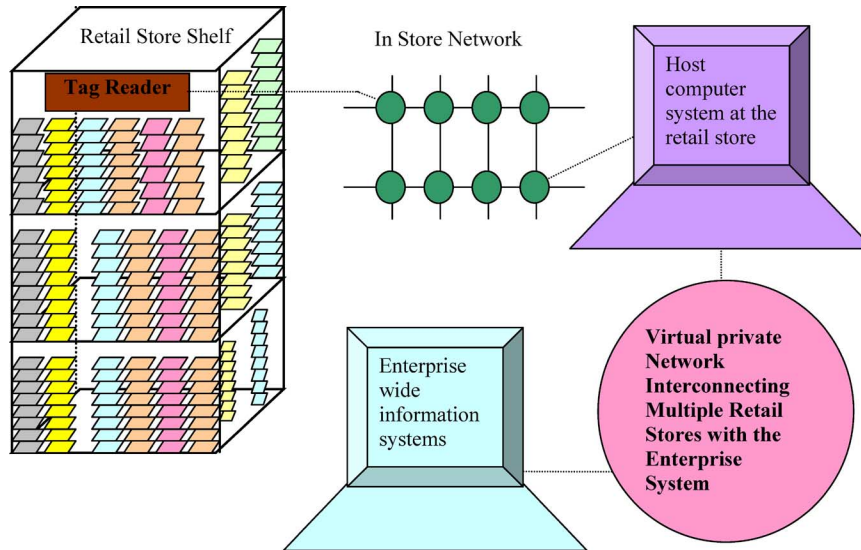 Retail Store Shelf
Tag Reader
In Store Network
Host
computer
system at the
retail store
Virtual private
Network
Interconnecting
Multiple Retail
Stores with the
Enterprise
System
Enterprise
wide
information
systems